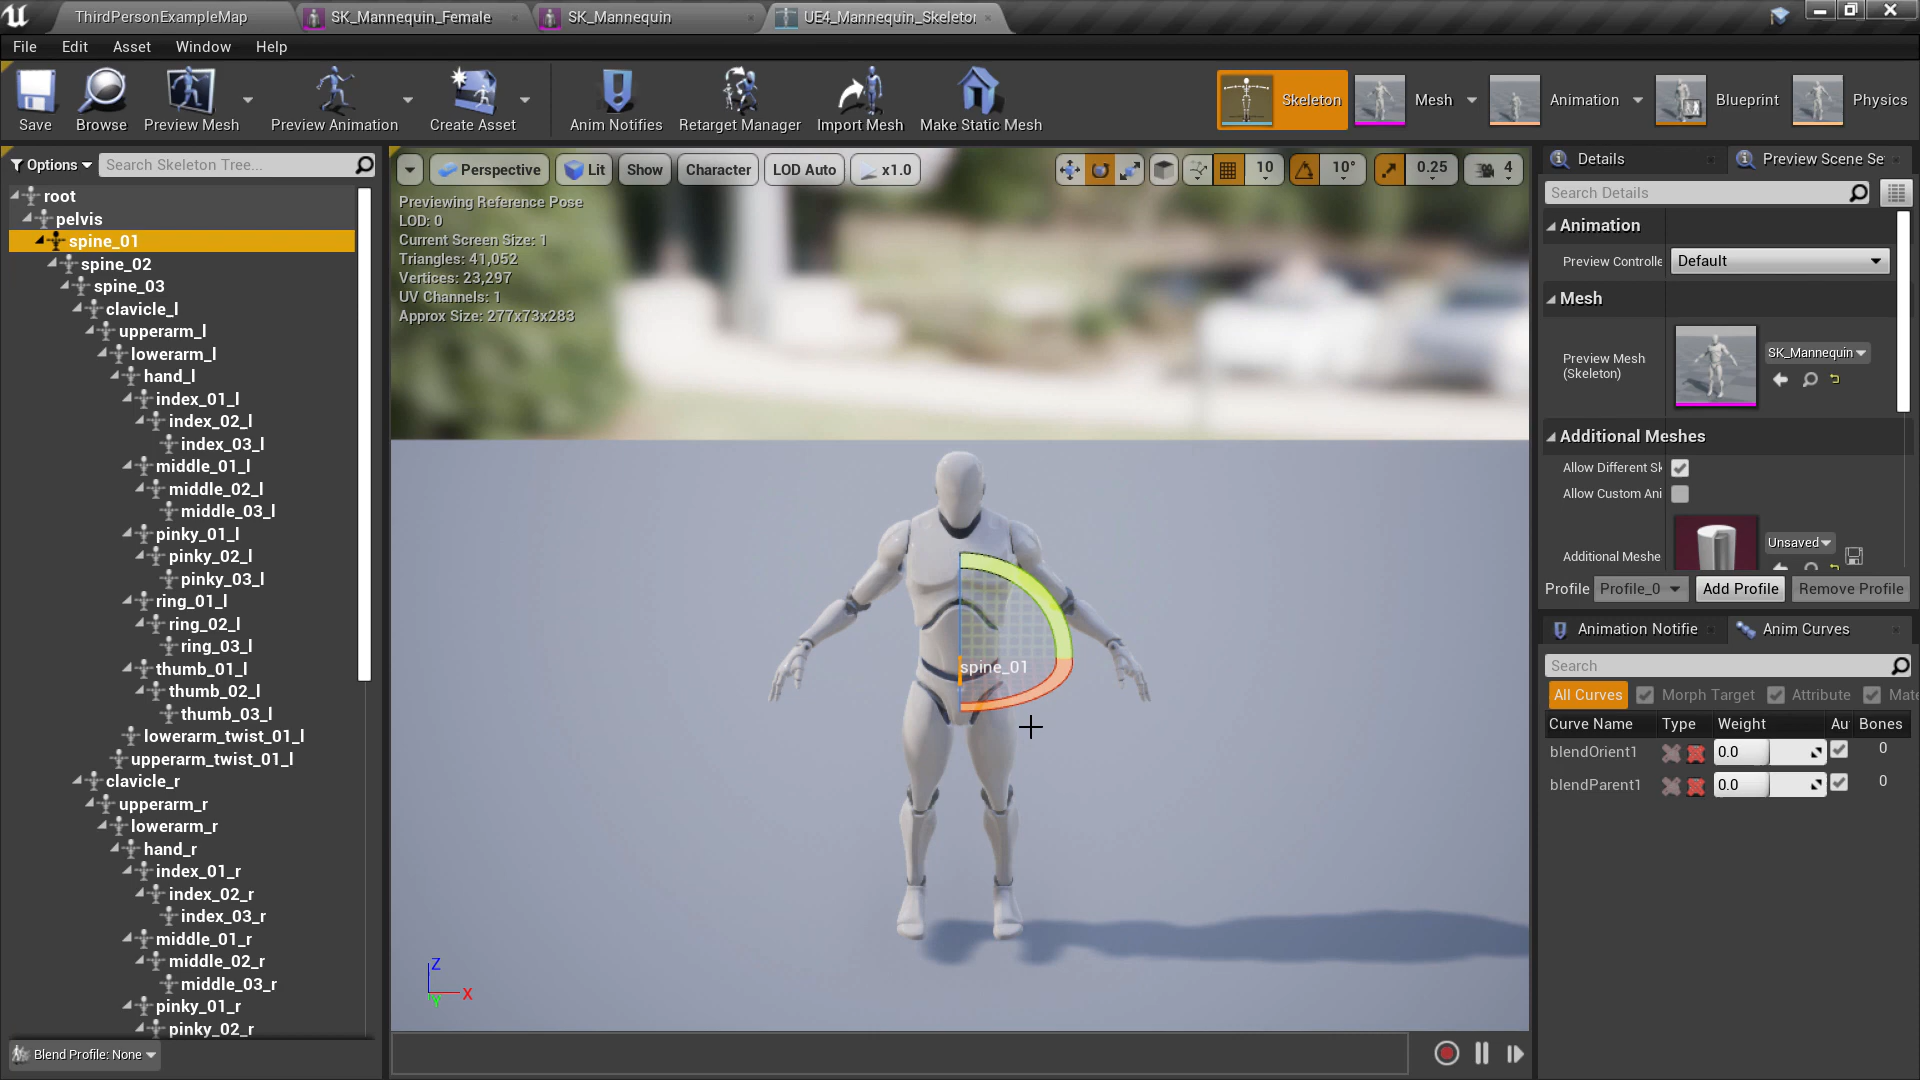 ThirdPersonExampleMap
SK_Mannequin_Female
SK_Mannequin
UE4_Mannequin_Skeleton
File
Edit
Asset
Window
Help
Save
Browse
Preview Mesh
Preview Animation
Create Asset
Anim Notifies
Retarget Manager
Import Mesh
Make Static Mesh
Skeleton
Mesh
Animation
Blueprint
Physics
Options
Search Skeleton Tree...
root
pelvis
spine_01
spine_02
spine_03
clavicle_l
upperarm_l
lowerarm_l
hand_l
index_01_l
index_02_l
index_03_l
middle_01_l
middle_02_l
middle_03_l
pinky_01_l
pinky_02_l
pinky_03_l
ring_01_l
ring_02_l
ring_03_l
thumb_01_l
thumb_02_l
thumb_03_l
lowerarm_twist_01_l
upperarm_twist_01_l
clavicle_r
upperarm_r
lowerarm_r
hand_r
index_01_r
index_02_r
index_03_r
middle_01_r
middle_02_r
middle_03_r
pinky_01_r
pinky_02_r
Blend Profile: None
Perspective
Lit
Show
Character
LOD Auto
x1.0
10
10°
0.25
4
Previewing Reference Pose
LOD: 0
Current Screen Size: 1
Triangles: 41,052
Vertices: 23,297
UV Channels: 1
Approx Size: 277x73x283
spine_01
Z
X
Y
Details
Preview Scene Se
Search Details
Animation
Preview Controlle
Default
Mesh
Preview Mesh
(Skeleton)
SK_Mannequin
Additional Meshes
Allow Different Sk
Allow Custom Ani
Additional Meshe
Unsaved
Profile
Profile_0
Add Profile
Remove Profile
Animation Notifie
Anim Curves
Search
All Curves
Morph Target
Attribute
Mate
Curve Name
Type
Weight
Au
Bones
blendOrient1
0.0
0
blendParent1
0.0
0